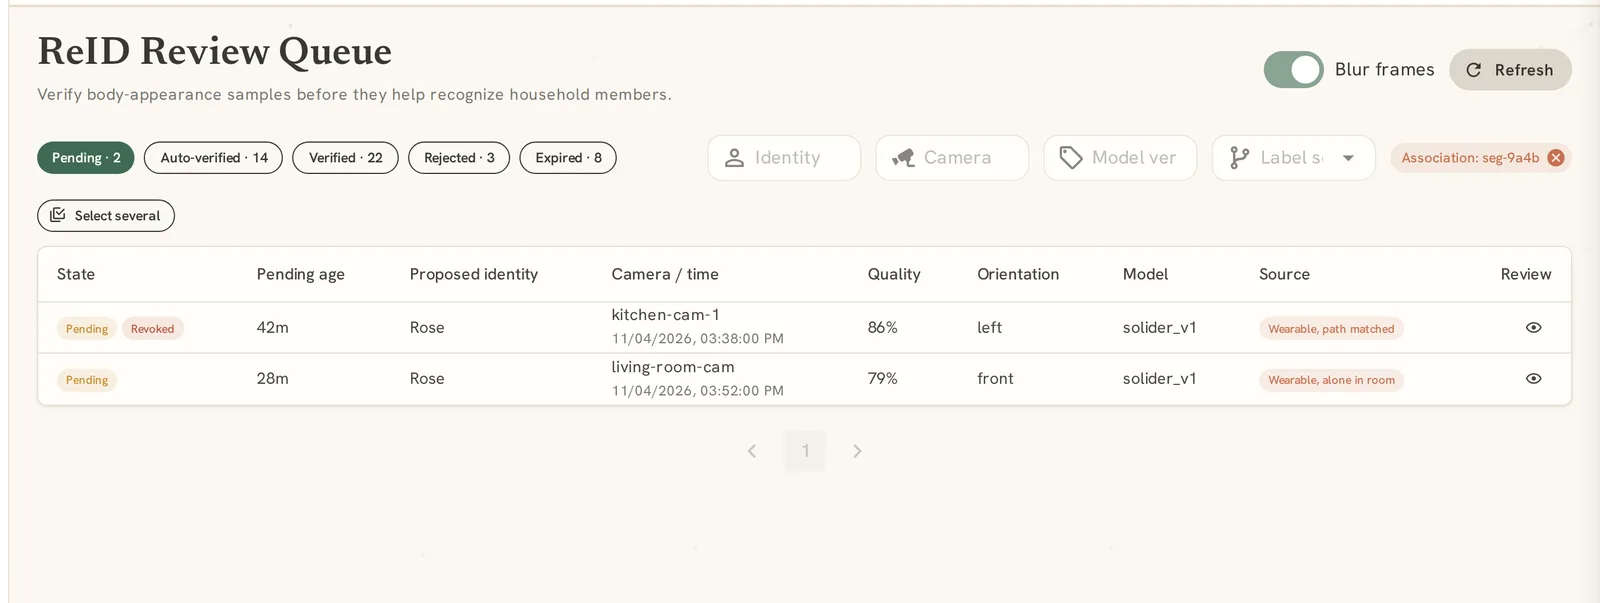 ReID Review Queue
Verify body-appearance samples before they help recognize household members.
Blur frames
Refresh
Pending · 2
Auto-verified · 14
Verified · 22
Rejected · 3
Expired · 8
Identity
Camera
Model ver
Label s
Association: seg-9a4b
Select several
State Pending age Proposed identity Camera / time Quality Orientation Model Source Review
Pending Revoked 42m Rose kitchen-cam-1 86% left solider_v1 Wearable, path matched
11/04/2026, 03:38:00 PM
Pending 28m Rose living-room-cam 79% front solider_v1 Wearable, alone in room
11/04/2026, 03:52:00 PM
1